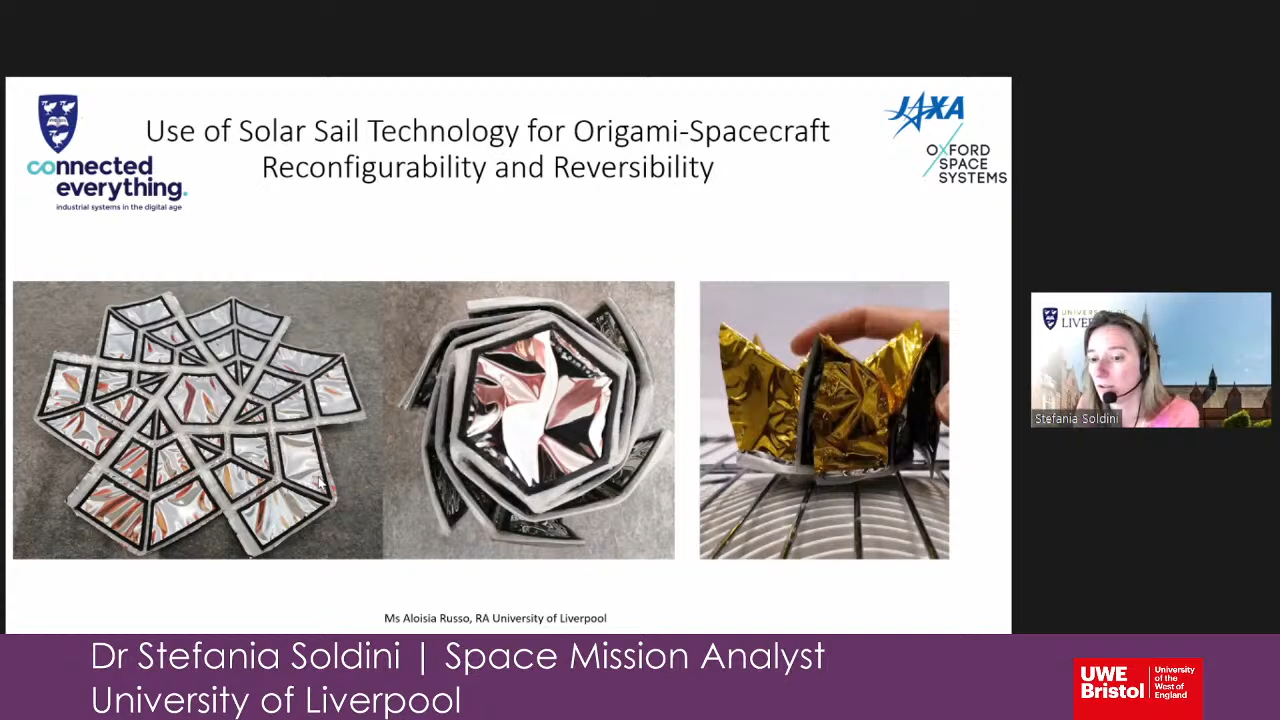 JAXA
Use of Solar Sail Technology for Origami-Spacecraft
Reconfigurability and Reversibility
connected
everything.
industrial systems in the digital age
OXFORD
SPACE
SYSTEMS
Stefania Soldini
Ms Aloisia Russo, RA University of Liverpool
Dr Stefania Soldini | Space Mission Analyst
University of Liverpool
UWE
Bristol
University
of the
West of
England